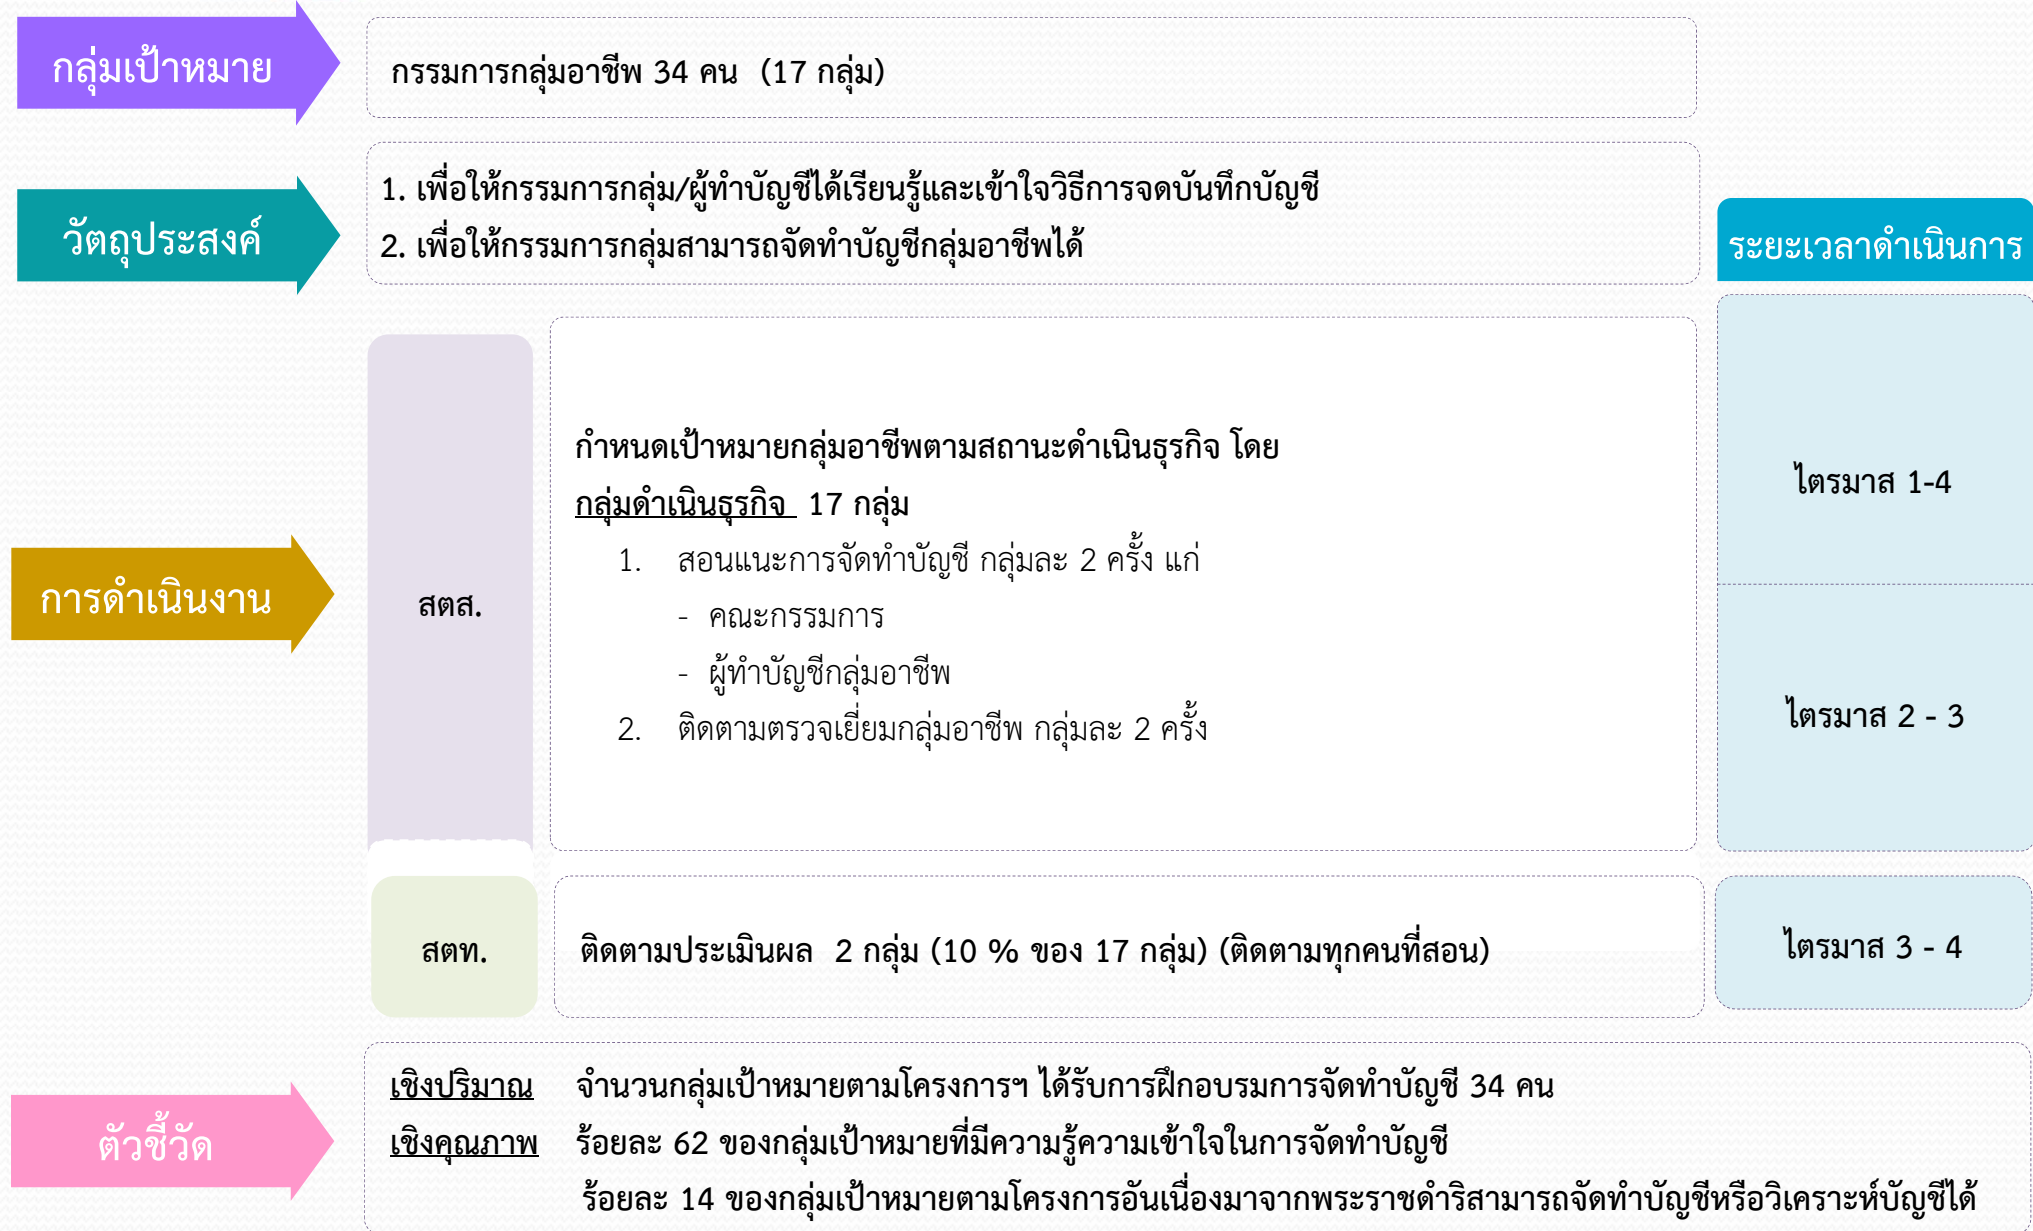 กลุ่มเป้าหมาย
กรรมการกลุ่มอาชีพ 34 คน (17 กลุ่ม)
วัตถุประสงค์
1. เพื่อให้กรรมการกลุ่ม/ผู้ทำบัญชีได้เรียนรู้และเข้าใจวิธีการจดบันทึกบัญชี
2. เพื่อให้กรรมการกลุ่มสามารถจัดทำบัญชีกลุ่มอาชีพได้
ระยะเวลาดำเนินการ
การดำเนินงาน
สตส.
กำหนดเป้าหมายกลุ่มอาชีพตามสถานะดำเนินธุรกิจ โดย
กลุ่มดำเนินธุรกิจ 17 กลุ่ม
1. สอนแนะการจัดทำบัญชี กลุ่มละ 2 ครั้ง แก่
- คณะกรรมการ
- ผู้ทำบัญชีกลุ่มอาชีพ
2. ติดตามตรวจเยี่ยมกลุ่มอาชีพ กลุ่มละ 2 ครั้ง
ไตรมาส 1-4
ไตรมาส 2 - 3
สตท.
ติดตามประเมินผล 2 กลุ่ม (10 % ของ 17 กลุ่ม) (ติดตามทุกคนที่สอน)
ไตรมาส 3 - 4
ตัวชี้วัด
เชิงปริมาณ จำนวนกลุ่มเป้าหมายตามโครงการฯ ได้รับการฝึกอบรมการจัดทำบัญชี 34 คน
เชิงคุณภาพ ร้อยละ 62 ของกลุ่มเป้าหมายที่มีความรู้ความเข้าใจในการจัดทำบัญชี
ร้อยละ 14 ของกลุ่มเป้าหมายตามโครงการอันเนื่องมาจากพระราชดำริสามารถจัดทำบัญชีหรือวิเคราะห์บัญชีได้